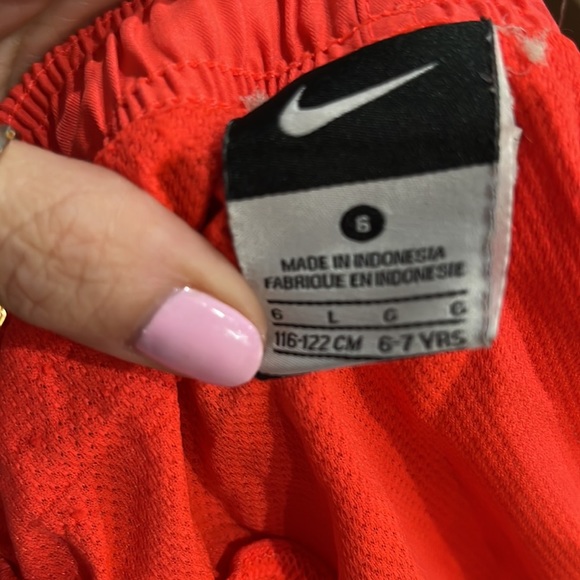 6
MADE IN INDONESIA
FABRIQUE EN INDONESIE
6 L G G
116-122 CM 6-7 YRS